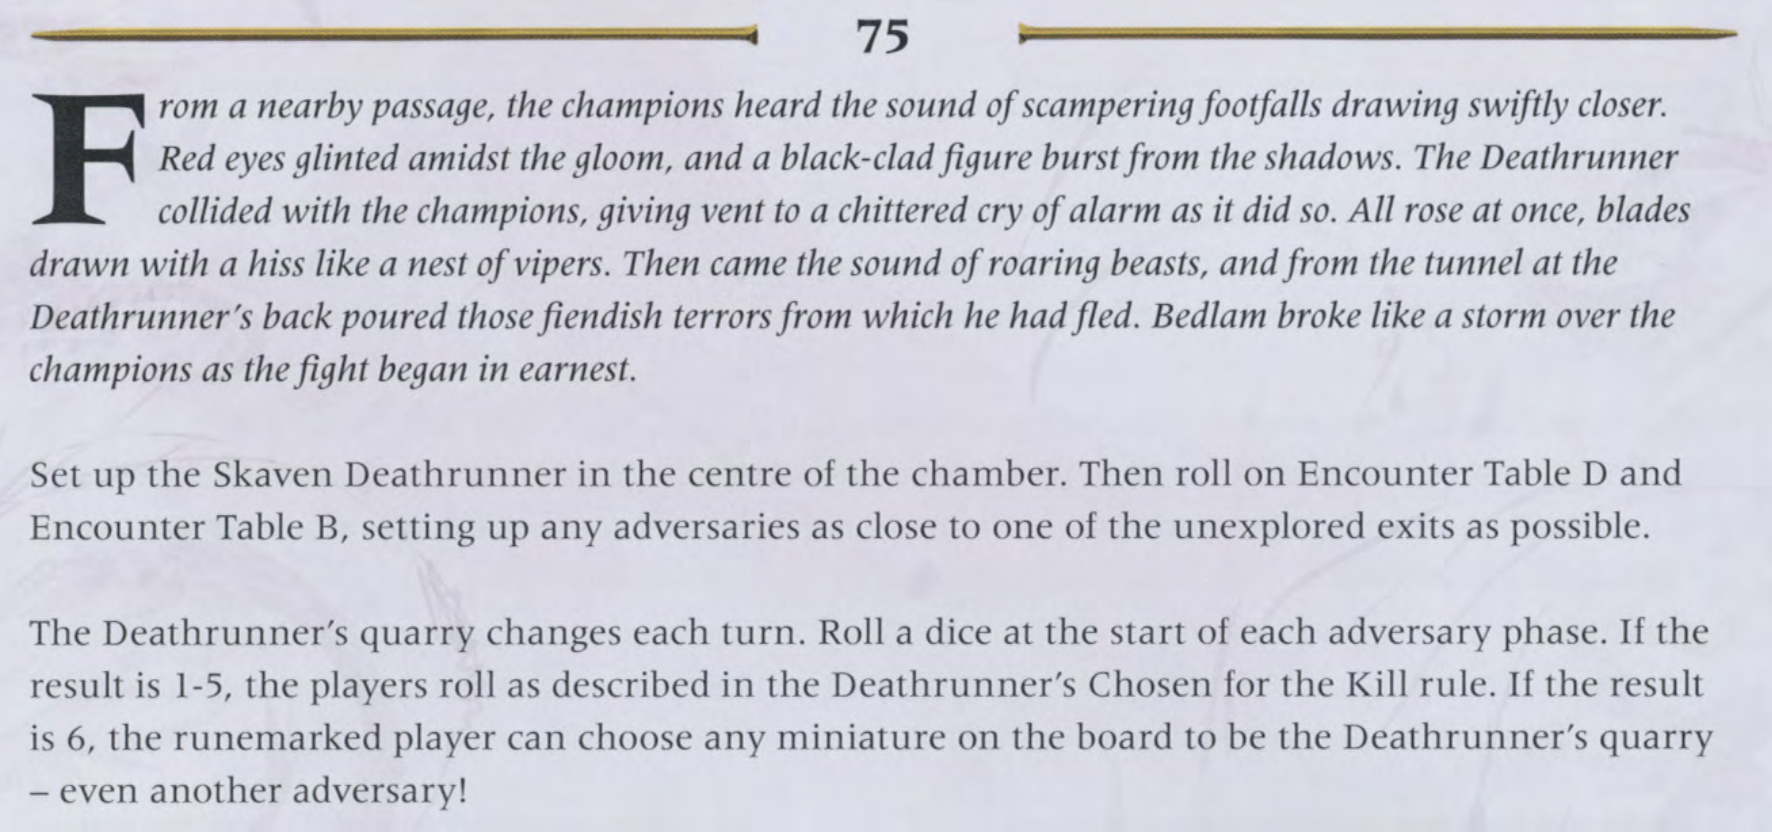 75
From a nearby passage, the champions heard the sound of scampering footfalls drawing swiftly closer.
Red eyes glinted amidst the gloom, and a black-clad figure burst from the shadows. The Deathrunner
collided with the champions, giving vent to a chittered cry of alarm as it did so. All rose at once, blades
drawn with a hiss like a nest of vipers. Then came the sound of roaring beasts, and from the tunnel at the
Deathrunner's back poured those fiendish terrors from which he had fled. Bedlam broke like a storm over the
champions as the fight began in earnest.
Set up the Skaven Deathrunner in the centre of the chamber. Then roll on Encounter Table D and
Encounter Table B, setting up any adversaries as close to one of the unexplored exits as possible.
The Deathrunner's quarry changes each turn. Roll a dice at the start of each adversary phase. If the
result is 1-5, the players roll as described in the Deathrunner's Chosen for the Kill rule. If the result
is 6, the runemarked player can choose any miniature on the board to be the Deathrunner's quarry
– even another adversary!